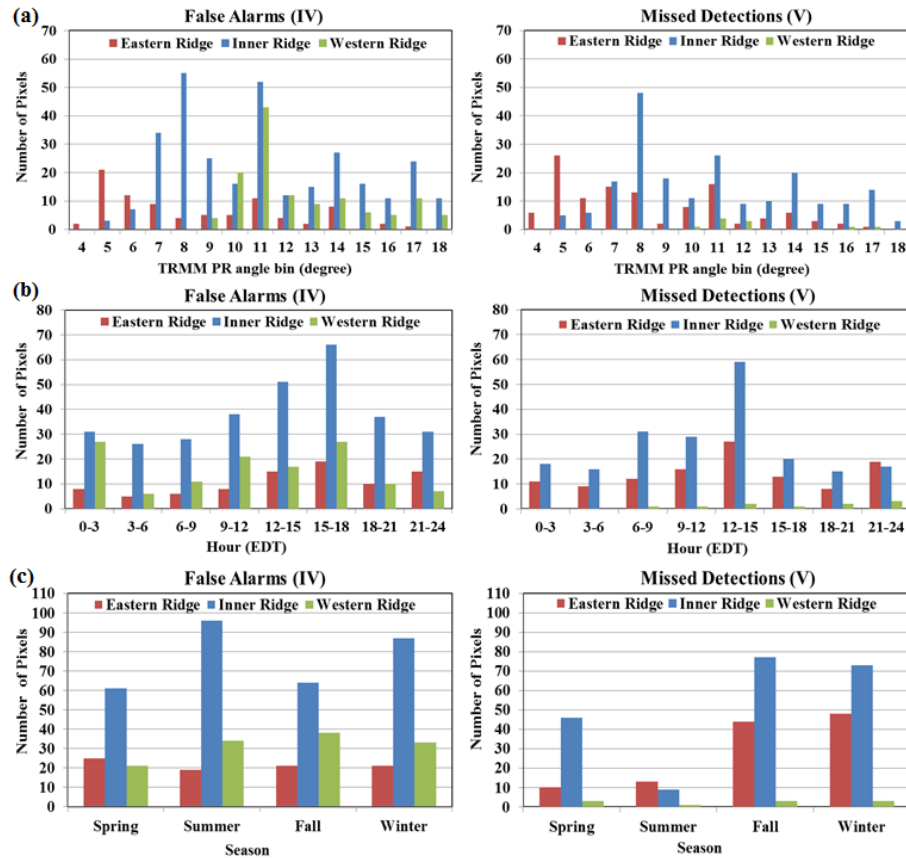 (a)
False Alarms (IV)
70
60
50
40
30
20
10
0
Number of Pixels
Eastern Ridge Inner Ridge Western Ridge
4 5 6 7 8 9 10 11 12 13 14 15 16 17 18
TRMM PR angle bin (degree)
Missed Detections (V)
70
60
50
40
30
20
10
0
Number of Pixels
Eastern Ridge Inner Ridge Western Ridge
4 5 6 7 8 9 10 11 12 13 14 15 16 17 18
TRMM PR angle bin (degree)
(b)
False Alarms (IV)
80
70
60
50
40
30
20
10
0
Number of Pixels
Eastern Ridge Inner Ridge Western Ridge
0-3 3-6 6-9 9-12 12-15 15-18 18-21 21-24
Hour (EDT)
Missed Detections (V)
80
70
60
50
40
30
20
10
0
Number of Pixels
Eastern Ridge Inner Ridge Western Ridge
0-3 3-6 6-9 9-12 12-15 15-18 18-21 21-24
Hour (EDT)
(c)
False Alarms (IV)
110
100
90
80
70
60
50
40
30
20
10
0
Number of Pixels
Eastern Ridge Inner Ridge Western Ridge
Spring Summer Fall Winter
Season
Missed Detections (V)
110
100
90
80
70
60
50
40
30
20
10
0
Number of Pixels
Eastern Ridge Inner Ridge Western Ridge
Spring Summer Fall Winter
Season